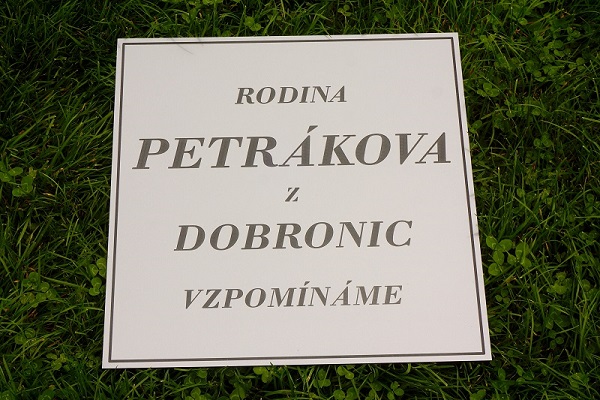 RODINA
PETRÁKOVA
Z
DOBRONIC
VZPOMÍNÁME